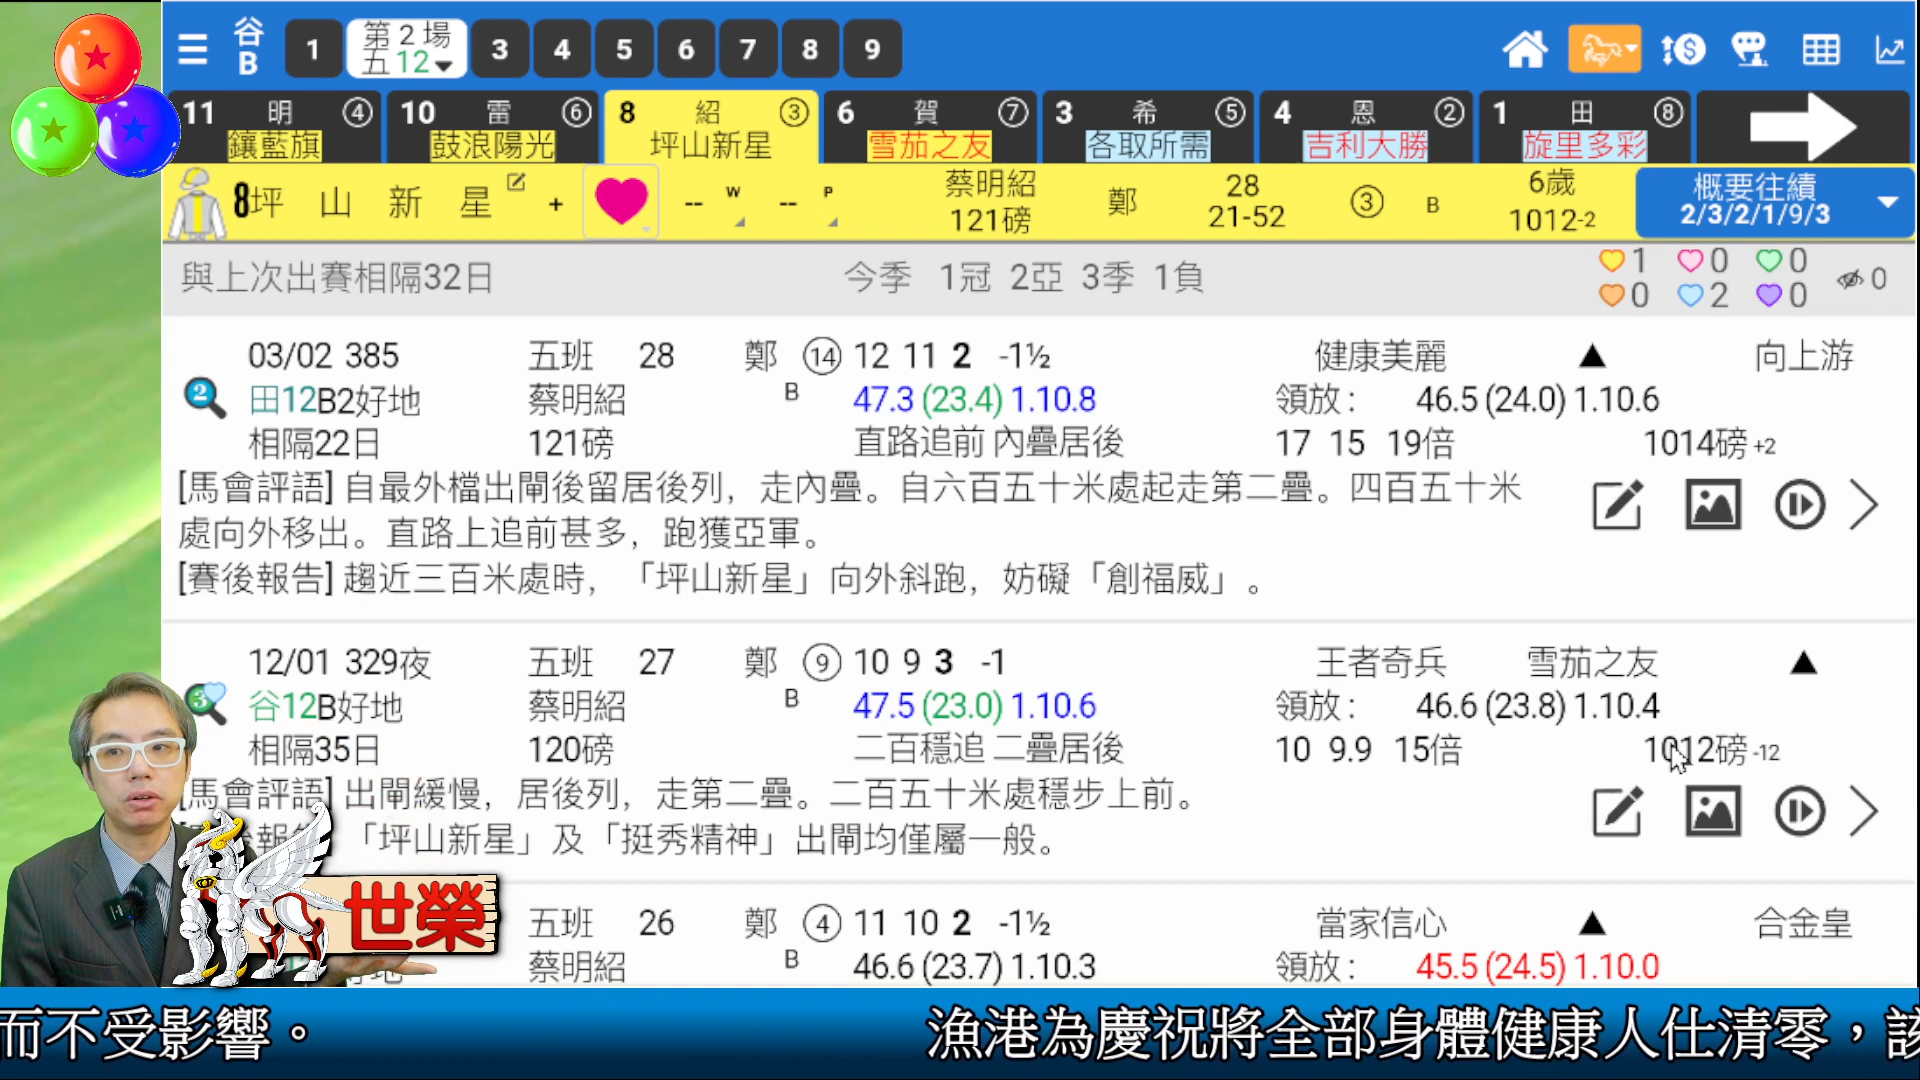 谷B
1
第2場
五12
3
4
5
6
7
8
9
11 明 ④
鑲藍旗
10 雷 ⑥
鼓浪陽光
8 紹 ③
坪山新星
6 賀 ⑦
雪茄之友
3 希 ⑤
各取所需
4 恩 ②
吉利大勝
1 田 ⑧
旋里多彩
8 坪山新星 + -- W -- P
蔡明紹
121磅
鄭
28
21-52
③
B
6歲
1012-2
概要往績
2/3/2/1/9/3
與上次出賽相隔32日
今季 1冠 2亞 3季 1負
1 0 0
0 2 0
0
03/02 385 五班 28 鄭 ⑭ 12 11 2 -1½ 健康美麗 ▲ 向上游
2 田12B2好地 蔡明紹 B 47.3 (23.4) 1.10.8 領放: 46.5 (24.0) 1.10.6
相隔22日 121磅 直路追前 內疊居後 17 15 19倍 1014磅 +2
[馬會評語] 自最外檔出閘後留居後列，走內疊。自六百五十米處起走第二疊。四百五十米
處向外移出。直路上追前甚多，跑獲亞軍。
[賽後報告] 趨近三百米處時，「坪山新星」向外斜跑，妨礙「創福威」。
12/01 329夜 五班 27 鄭 ⑨ 10 9 3 -1 王者奇兵 雪茄之友 ▲
3 谷12B好地 蔡明紹 B 47.5 (23.0) 1.10.6 領放: 46.6 (23.8) 1.10.4
相隔35日 120磅 二百穩追 二疊居後 10 9.9 15倍 1012磅 -12
[馬會評語] 出閘緩慢，居後列，走第二疊。二百五十米處穩步上前。
「坪山新星」及「挺秀精神」出閘均僅屬一般。
五班 26 鄭 ④ 11 10 2 -1½ 當家信心 ▲ 合金皇
蔡明紹 B 46.6 (23.7) 1.10.3 領放: 45.5 (24.5) 1.10.0
世榮
而不受影響。 漁港為慶祝將全部身體健康人仕清零，該